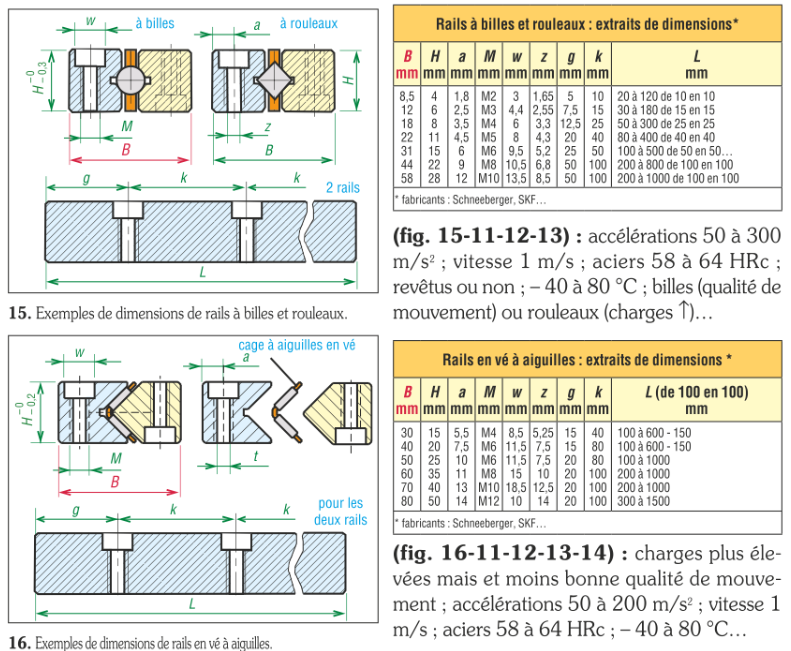 w
à billes
a
à rouleaux
H -0 -0,3
H
M
z
B
B
g
k
k
2 rails
L
15. Exemples de dimensions de rails à billes et rouleaux.
Rails à billes et rouleaux : extraits de dimensions*
B mm H mm a mm M mm w mm z mm g mm k mm L mm
8,5 4 1,8 M2 3 1,65 5 10 20 à 120 de 10 en 10
12 6 2,5 M3 4,4 2,55 7,5 15 30 à 180 de 15 en 15
18 8 3,5 M4 6 3,3 12,5 25 50 à 300 de 25 en 25
22 11 4,5 M5 8 4,3 20 40 80 à 400 de 40 en 40
31 15 6 M6 9,5 5,2 25 50 100 à 500 de 50 en 50…
44 22 9 M8 10,5 6,8 50 100 200 à 800 de 100 en 100
58 28 12 M10 13,5 8,5 50 100 200 à 1000 de 100 en 100
* fabricants : Schneeberger, SKF…
(fig. 15-11-12-13) : accélérations 50 à 300
m/s² ; vitesse 1 m/s ; aciers 58 à 64 HRc ;
revêtus ou non ; – 40 à 80 °C ; billes (qualité de
mouvement) ou rouleaux (charges ↑)…
cage à aiguilles en vé
w
a
H -0 -0,2
M
t
B
g
k
k
pour les
deux rails
L
16. Exemples de dimensions de rails en vé à aiguilles.
Rails en vé à aiguilles : extraits de dimensions *
B mm H mm a mm M mm w mm z mm g mm k mm L (de 100 en 100) mm
30 15 5,5 M4 8,5 5,25 15 40 100 à 600 - 150
40 20 7,5 M6 11,5 7,5 15 80 100 à 600 - 150
50 25 10 M6 11,5 7,5 20 80 100 à 1000
60 35 11 M8 15 10 20 100 200 à 1000
70 40 13 M10 18,5 12,5 20 100 200 à 1000
80 50 14 M12 10 14 20 100 300 à 1500
* fabricants : Schneeberger, SKF…
(fig. 16-11-12-13-14) : charges plus éle-
vées mais et moins bonne qualité de mouve-
ment ; accélérations 50 à 200 m/s² ; vitesse 1
m/s ; aciers 58 à 64 HRc ; – 40 à 80 °C…